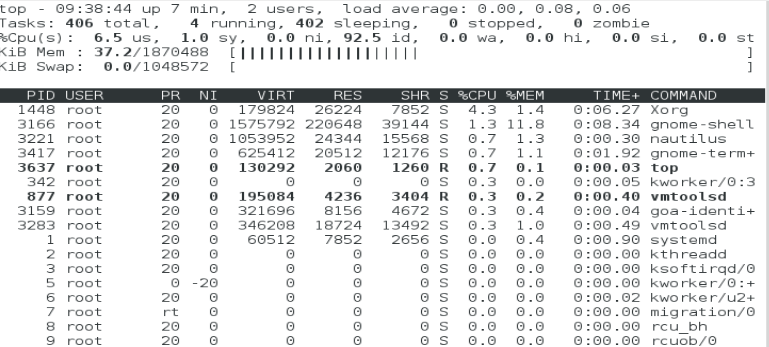 top - 09:38:44 up 7 min,  2 users,  load average: 0.00, 0.08, 0.06
Tasks: 406 total,   4 running, 402 sleeping,   0 stopped,   0 zombie
%Cpu(s):  6.5 us,  1.0 sy,  0.0 ni, 92.5 id,  0.0 wa,  0.0 hi,  0.0 si,  0.0 st
KiB Mem : 37.2/1870488  [||||||||||||||||||| ]
KiB Swap:  0.0/1048572  [ ]
PID USER      PR  NI    VIRT    RES    SHR S %CPU %MEM     TIME+ COMMAND
1448 root      20   0  179824  26224   7852 S  4.3  1.4   0:06.27 Xorg
3166 root      20   0 1575792 220648  39144 S  1.3 11.8   0:08.34 gnome-shell
3221 root      20   0 1053952  24344  15568 S  0.7  1.3   0:00.30 nautilus
3417 root      20   0  625412  20512  12176 S  0.7  1.1   0:01.92 gnome-term+
3637 root      20   0  130292   2060   1260 R  0.7  0.1   0:00.03 top
342 root      20   0       0      0      0 S  0.3  0.0   0:00.05 kworker/0:3
877 root      20   0  195084   4236   3404 R  0.3  0.2   0:00.40 vmtoolsd
3159 root      20   0  321696   8156   4672 S  0.3  0.4   0:00.04 goa-identi+
3283 root      20   0  346208  18724  13492 S  0.3  1.0   0:00.49 vmtoolsd
1 root      20   0   60512   7852   2656 S  0.0  0.4   0:00.90 systemd
2 root      20   0       0      0      0 S  0.0  0.0   0:00.00 kthreadd
3 root      20   0       0      0      0 S  0.0  0.0   0:00.00 ksoftirqd/0
5 root       0 -20       0      0      0 S  0.0  0.0   0:00.00 kworker/0:+
6 root      20   0       0      0      0 S  0.0  0.0   0:00.02 kworker/u2+
7 root      rt   0       0      0      0 S  0.0  0.0   0:00.00 migration/0
8 root      20   0       0      0      0 S  0.0  0.0   0:00.00 rcu_bh
9 root      20   0       0      0      0 S  0.0  0.0   0:00.00 rcuob/0